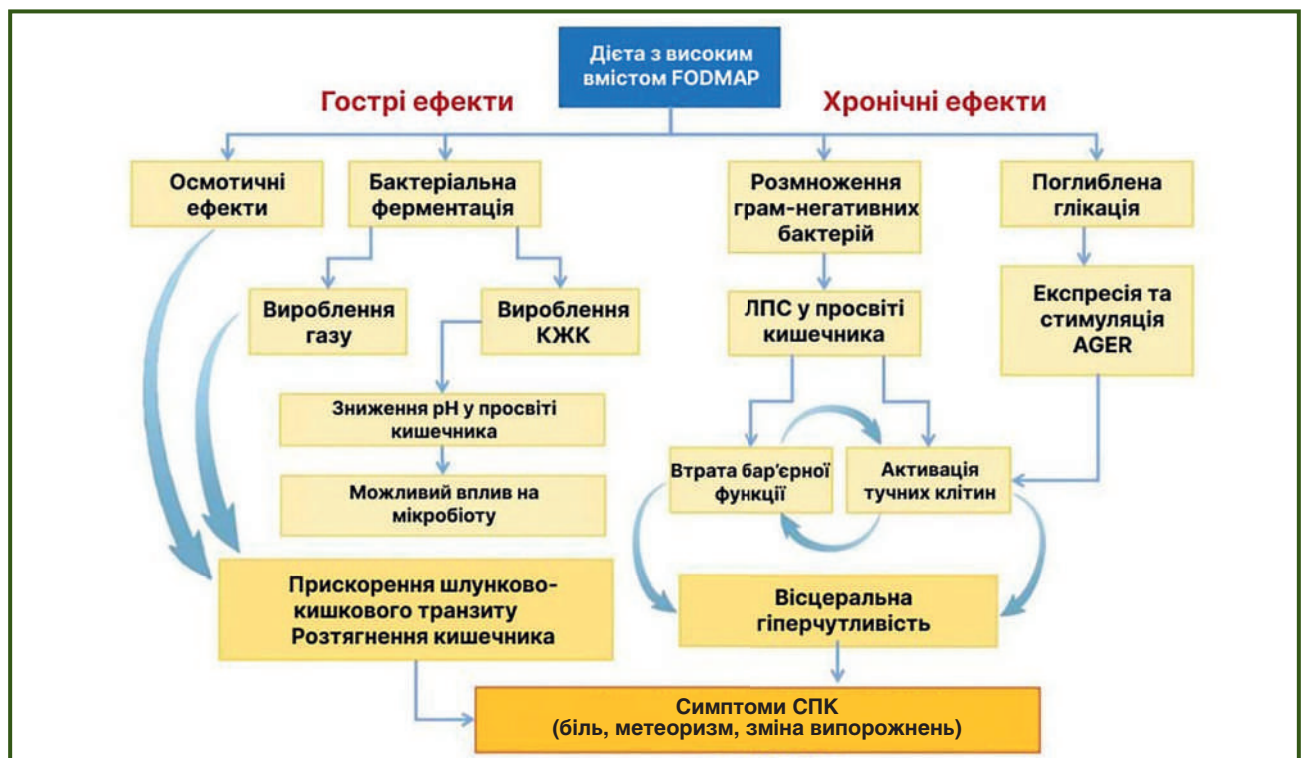 Дієта з високим
вмістом FODMAP
Гострі ефекти
Хронічні ефекти
Осмотичні
ефекти
Бактеріальна
ферментація
Розмноження
грам-негативних
бактерій
Поглиблена
глікація
Вироблення
газу
Вироблення
КЖК
ЛПС у просвіті
кишечника
Експресія та
стимуляція
AGER
Зниження pH у просвіті
кишечника
Втрата бар’єрної
функції
Активація
тучних клітин
Можливий вплив на
мікробіоту
Прискорення шлунково-
кишкового транзиту
Розтягнення кишечника
Вісцеральна
гіперчутливість
Симптоми СПК
(біль, метеоризм, зміна випорожнень)